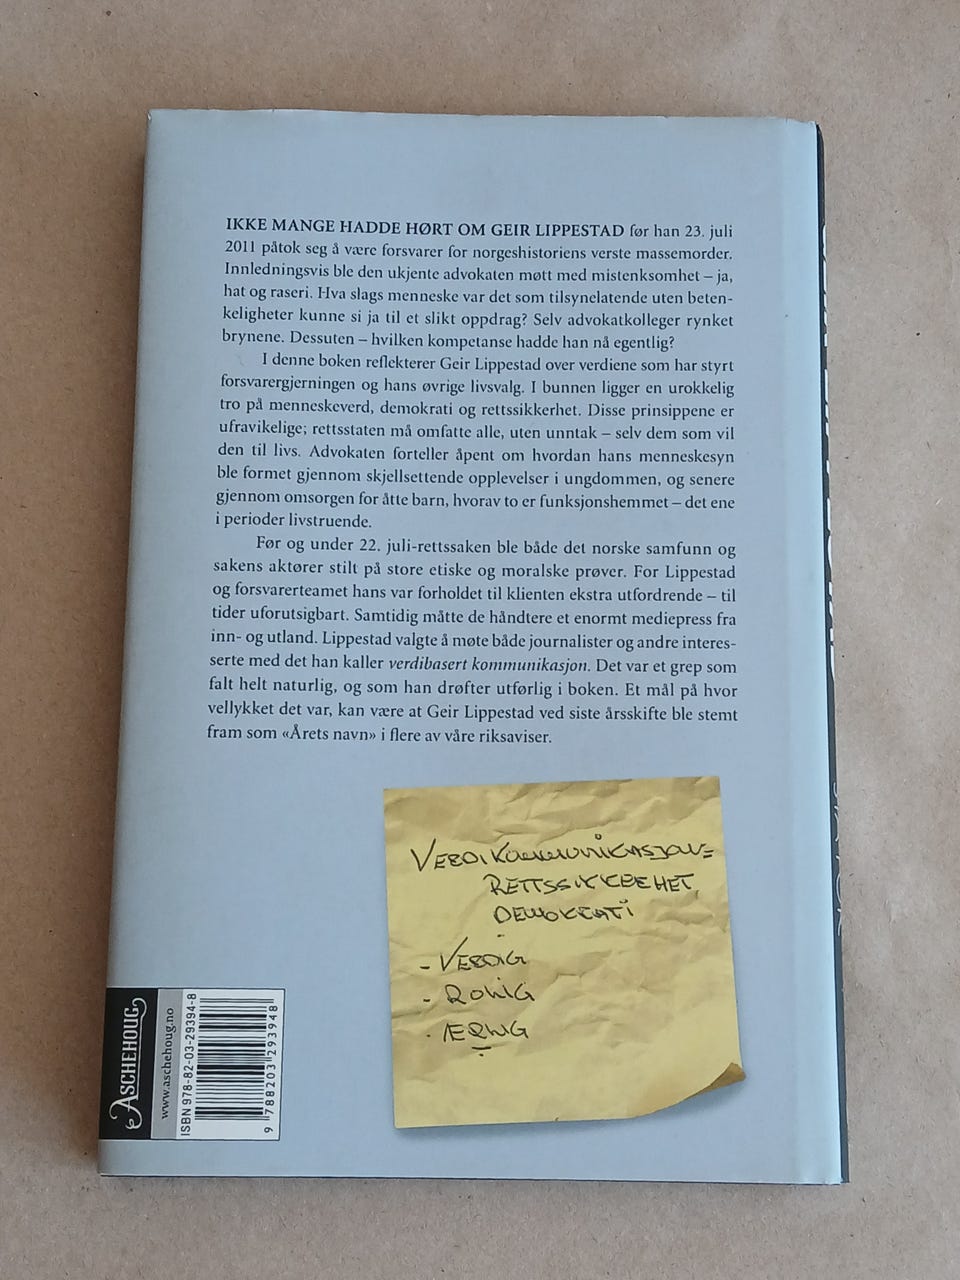 IKKE MANGE HADDE HØRT OM GEIR LIPPESTAD før han 23. juli
2011 påtok seg å være forsvarer for norgeshistoriens verste massemorder.
Innledningsvis ble den ukjente advokaten møtt med mistenksomhet – ja,
hat og raseri. Hva slags menneske var det som tilsynelatende uten beten-
keligheter kunne si ja til et slikt oppdrag? Selv advokatkolleger rynket
brynene. Dessuten – hvilken kompetanse hadde han nå egentlig?
I denne boken reflekterer Geir Lippestad over verdiene som har styrt
forsvarergjerningen og hans øvrige livsvalg. I bunnen ligger en urokkelig
tro på menneskeverd, demokrati og rettssikkerhet. Disse prinsippene er
ufravikelige; rettsstaten må omfatte alle, uten unntak – selv dem som vil
den til livs. Advokaten forteller åpent om hvordan hans menneskesyn
ble formet gjennom skjellsettende opplevelser i ungdommen, og senere
gjennom omsorgen for åtte barn, hvorav to er funksjonshemmet – det ene
i perioder livstruende.
Før og under 22. juli-rettssaken ble både det norske samfunn og
sakens aktører stilt på store etiske og moralske prøver. For Lippestad
og forsvarerteamet hans var forholdet til klienten ekstra utfordrende – til
tider uforutsigbart. Samtidig måtte de håndtere et enormt mediepress fra
inn- og utland. Lippestad valgte å møte både journalister og andre interes-
serte med det han kaller verdibasert kommunikasjon. Det var et grep som
falt helt naturlig, og som han drøfter utførlig i boken. Et mål på hvor
vellykket det var, kan være at Geir Lippestad ved siste årsskifte ble stemt
fram som «Årets navn» i flere av våre riksaviser.
VERDIKOMMUNIKASJON=
RETTSSIKKERHET,
DEMOKRATI
- VERDIG
- ROLIG
- ÆRLIG
ASCHEHOUG
www.aschehoug.no
ISBN 978-82-03-29394-8
9 788203 293948